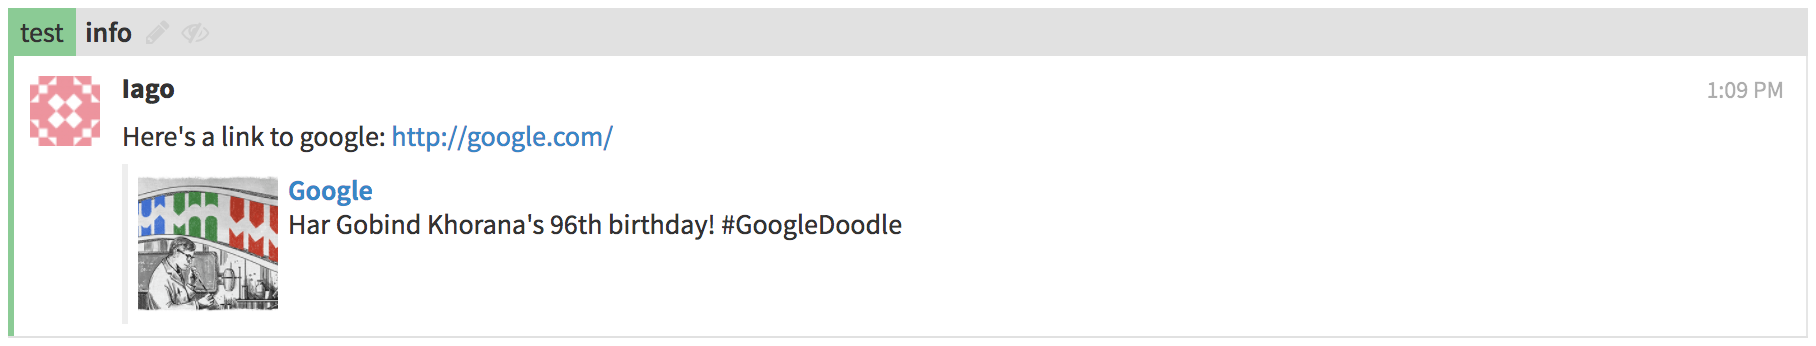 test info
Iago 1:09 PM
Here's a link to google: http://google.com/
Google
Har Gobind Khorana's 96th birthday! #GoogleDoodle